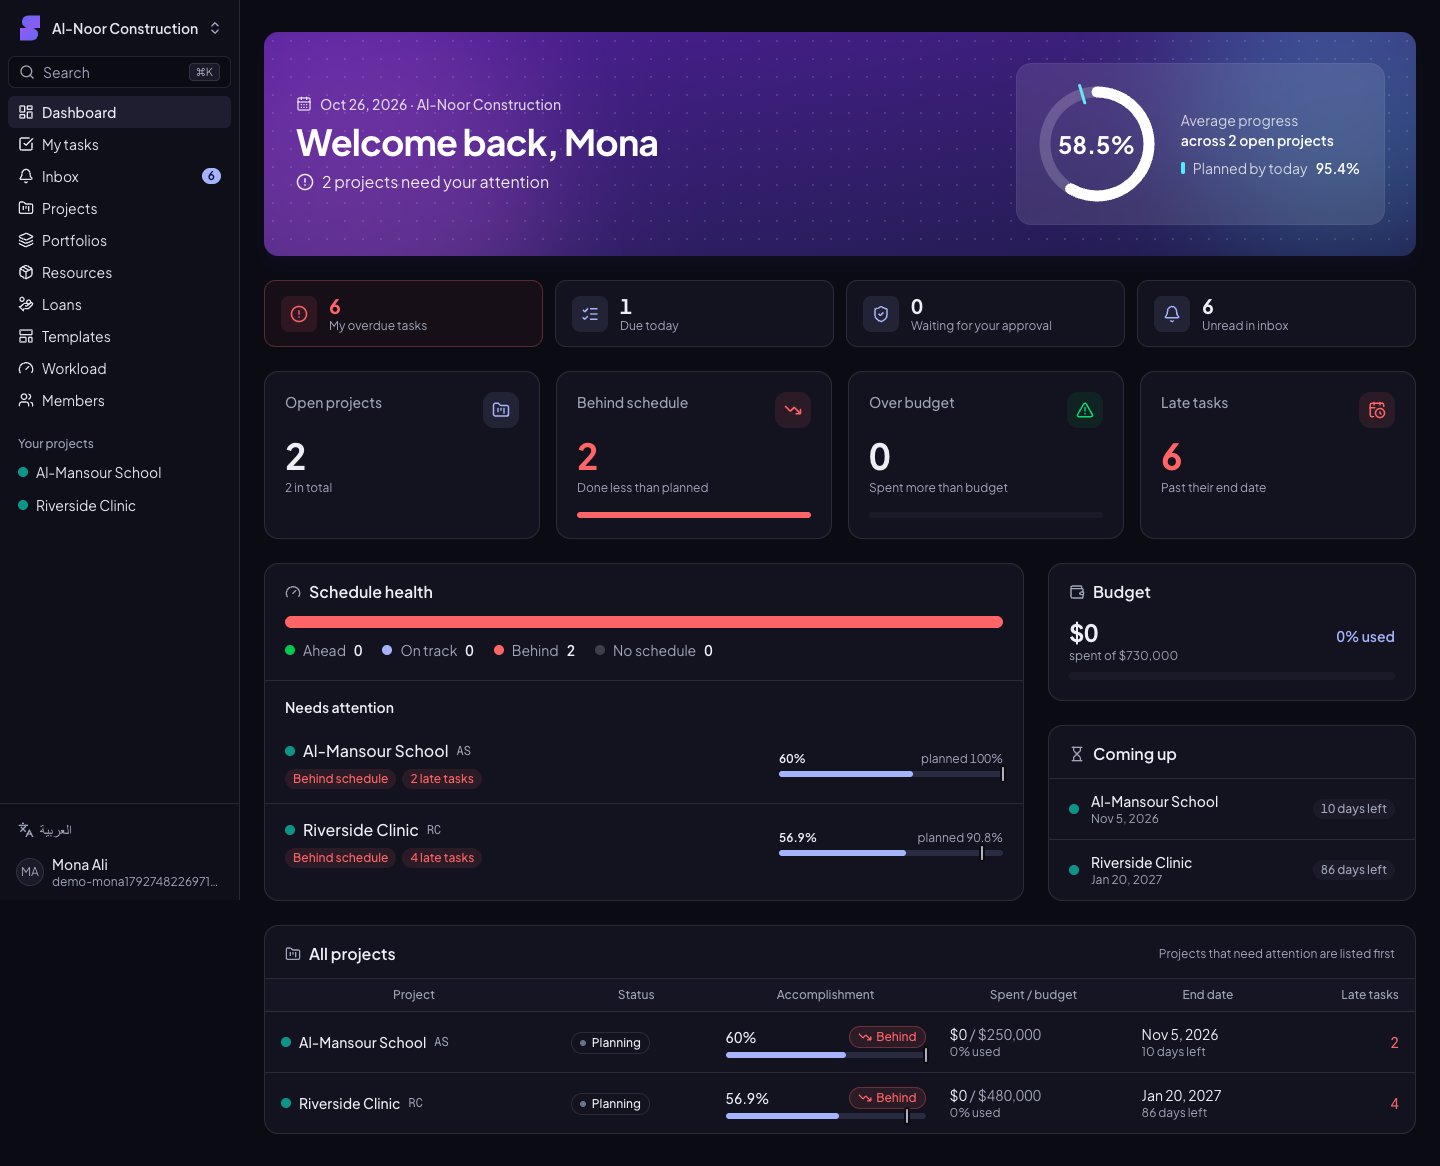 Al-Noor Construction
Search ⌘K
Dashboard
My tasks
Inbox 6
Projects
Portfolios
Resources
Loans
Templates
Workload
Members
Your projects
Al-Mansour School
Riverside Clinic
العربية
MA
Mona Ali
demo-mona1792748226971...
Oct 26, 2026 · Al-Noor Construction
Welcome back, Mona
2 projects need your attention
58.5%
Average progress
across 2 open projects
Planned by today 95.4%
6
My overdue tasks
1
Due today
0
Waiting for your approval
6
Unread in inbox
Open projects
2
2 in total
Behind schedule
2
Done less than planned
Over budget
0
Spent more than budget
Late tasks
6
Past their end date
Schedule health
Ahead 0 On track 0 Behind 2 No schedule 0
Needs attention
Al-Mansour School AS
Behind schedule 2 late tasks
60% planned 100%
Riverside Clinic RC
Behind schedule 4 late tasks
56.9% planned 90.8%
Budget
$0 0% used
spent of $730,000
Coming up
Al-Mansour School
Nov 5, 2026
10 days left
Riverside Clinic
Jan 20, 2027
86 days left
All projects Projects that need attention are listed first
Project Status Accomplishment Spent / budget End date Late tasks
Al-Mansour School AS Planning 60% Behind $0 / $250,000 Nov 5, 2026 2
0% used 10 days left
Riverside Clinic RC Planning 56.9% Behind $0 / $480,000 Jan 20, 2027 4
0% used 86 days left